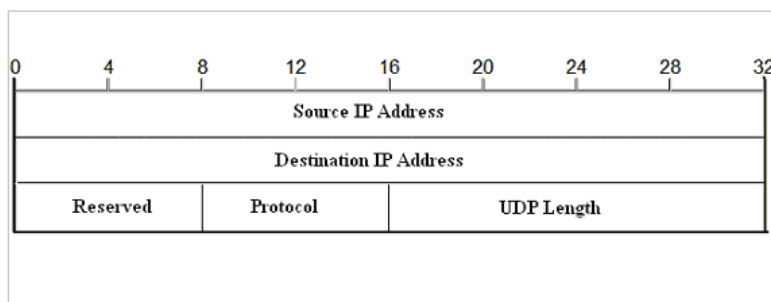 0 4 8 12 16 20 24 28 32
Source IP Address
Destination IP Address
Reserved Protocol UDP Length